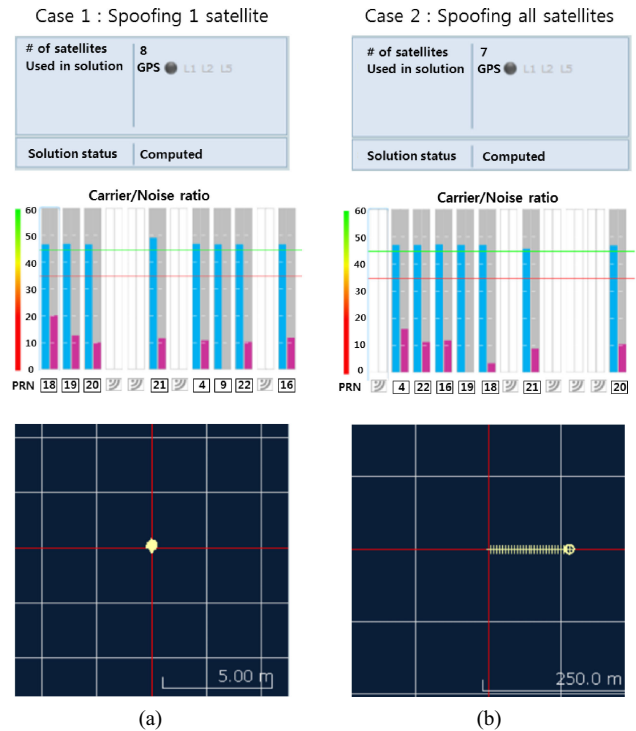 Case 1 : Spoofing 1 satellite
# of satellites 8
Used in solution GPS L1 L2 L5
Solution status Computed
Carrier/Noise ratio
60
50
40
30
20
10
0
PRN 18 19 20 21 4 9 22 16
5.00 m
(a)
Case 2 : Spoofing all satellites
# of satellites 7
Used in solution GPS L1 L2 L5
Solution status Computed
Carrier/Noise ratio
60
50
40
30
20
10
0
PRN 4 22 16 19 18 21 20
250.0 m
(b)